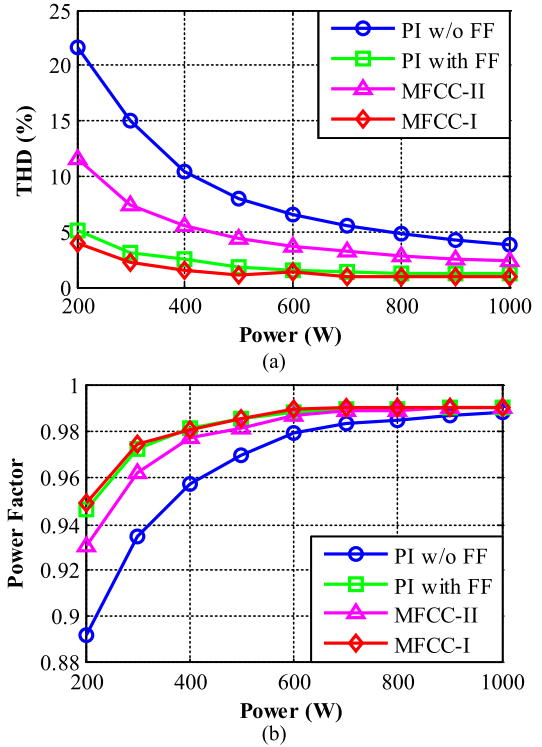 25
20
15
10
5
0
THD (%)
PI w/o FF
PI with FF
MFCC-II
MFCC-I
200 400 600 800 1000
Power (W)
(a)
1
0.98
0.96
0.94
0.92
0.9
0.88
Power Factor
PI w/o FF
PI with FF
MFCC-II
MFCC-I
200 400 600 800 1000
Power (W)
(b)